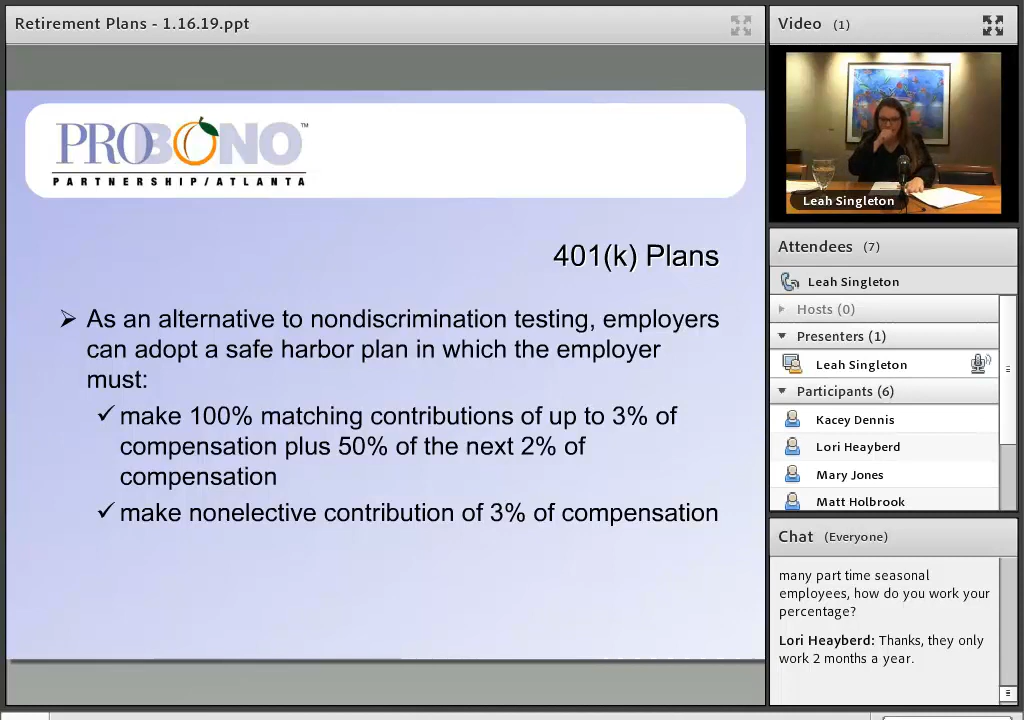 Retirement Plans - 1.16.19.ppt
PROBONO™
PARTNERSHIP/ATLANTA
401(k) Plans
As an alternative to nondiscrimination testing, employers
can adopt a safe harbor plan in which the employer
must:
make 100% matching contributions of up to 3% of
compensation plus 50% of the next 2% of
compensation
make nonelective contribution of 3% of compensation
Video (1)
Leah Singleton
Attendees (7)
Leah Singleton
Hosts (0)
Presenters (1)
Leah Singleton
Participants (6)
Kacey Dennis
Lori Heayberd
Mary Jones
Matt Holbrook
Chat (Everyone)
many part time seasonal
employees, how do you work your
percentage?
Lori Heayberd: Thanks, they only
work 2 months a year.